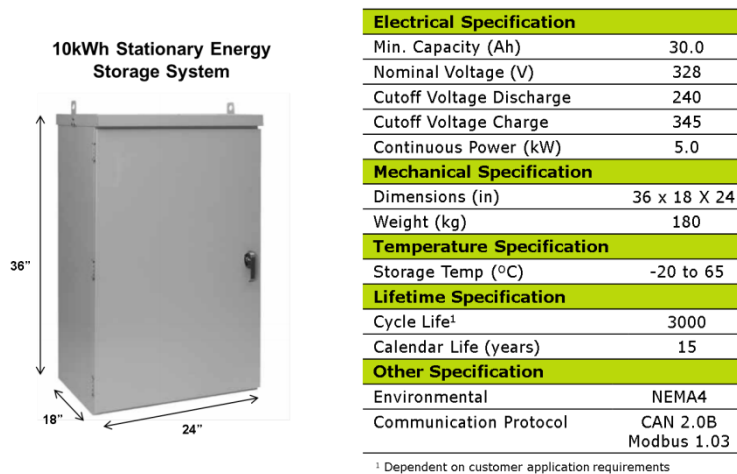 10kWh Stationary Energy
Storage System
36”
18”
24”
Electrical Specification
Min. Capacity (Ah) 30.0
Nominal Voltage (V) 328
Cutoff Voltage Discharge 240
Cutoff Voltage Charge 345
Continuous Power (kW) 5.0
Mechanical Specification
Dimensions (in) 36 x 18 X 24
Weight (kg) 180
Temperature Specification
Storage Temp (ºC) -20 to 65
Lifetime Specification
Cycle Life¹ 3000
Calendar Life (years) 15
Other Specification
Environmental NEMA4
Communication Protocol CAN 2.0B
Modbus 1.03
¹ Dependent on customer application requirements